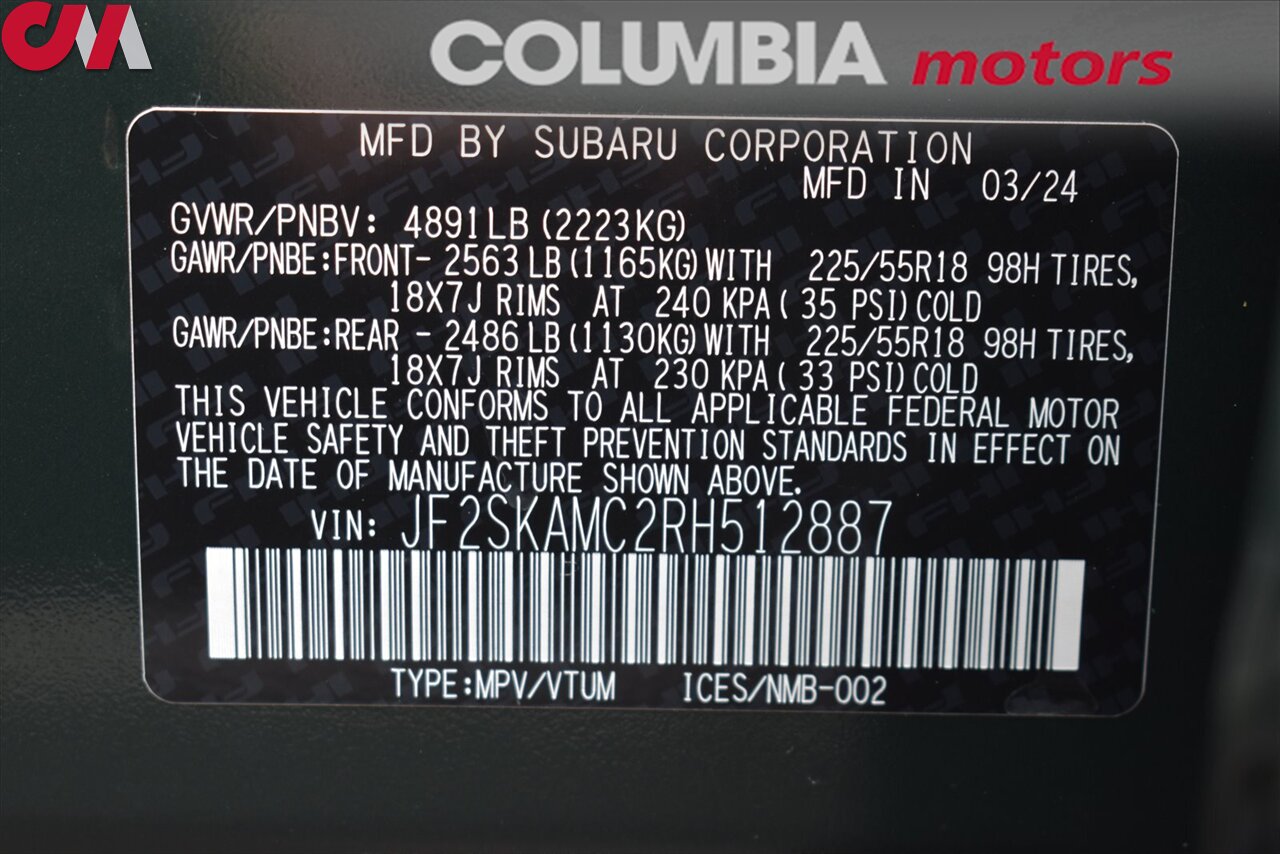 CM
COLUMBIA motors
MFD BY SUBARU CORPORATION
MFD IN 03/24
GVWR/PNBV: 4891LB (2223KG)
GAWR/PNBE:FRONT- 2563LB(1165KG)WITH 225/55R18 98H TIRES,
18X7J RIMS AT 240 KPA( 35 PSI)COLD
GAWR/PNBE:REAR - 2486LB(1130KG)WITH 225/55R18 98H TIRES,
18X7J RIMS AT 230 KPA( 33 PSI)COLD
THIS VEHICLE CONFORMS TO ALL APPLICABLE FEDERAL MOTOR
VEHICLE SAFETY AND THEFT PREVENTION STANDARDS IN EFFECT ON
THE DATE OF MANUFACTURE SHOWN ABOVE.
VIN: JF2SKAMC2RH512887
TYPE:MPV/VTUM ICES/NMB-002